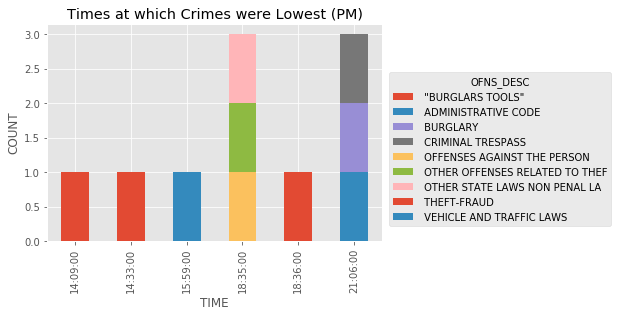 Times at which Crimes were Lowest (PM)
3.0
2.5
2.0
1.5
1.0
0.5
0.0
COUNT
14:09:00
14:33:00
15:59:00
18:35:00
18:36:00
21:06:00
TIME
OFNS_DESC
"BURGLARS TOOLS"
ADMINISTRATIVE CODE
BURGLARY
CRIMINAL TRESPASS
OFFENSES AGAINST THE PERSON
OTHER OFFENSES RELATED TO THEF
OTHER STATE LAWS NON PENAL LA
THEFT-FRAUD
VEHICLE AND TRAFFIC LAWS